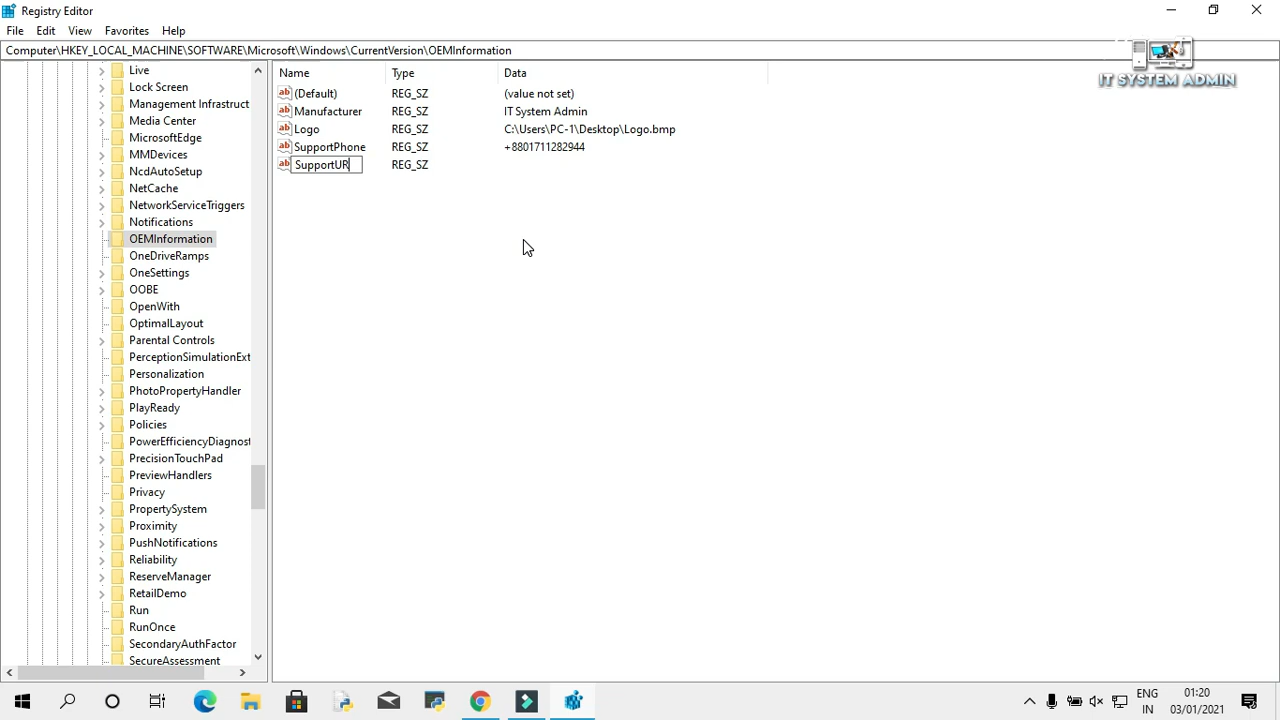 Registry Editor
File Edit View Favorites Help
Computer\HKEY_LOCAL_MACHINE\SOFTWARE\Microsoft\Windows\CurrentVersion\OEMInformation
IT SYSTEM ADMIN
Live
Lock Screen
Management Infrastruct
Media Center
MicrosoftEdge
MMDevices
NcdAutoSetup
NetCache
NetworkServiceTriggers
Notifications
OEMInformation
OneDriveRamps
OneSettings
OOBE
OpenWith
OptimalLayout
Parental Controls
PerceptionSimulationExt
Personalization
PhotoPropertyHandler
PlayReady
Policies
PowerEfficiencyDiagnost
PrecisionTouchPad
PreviewHandlers
Privacy
PropertySystem
Proximity
PushNotifications
Reliability
ReserveManager
RetailDemo
Run
RunOnce
SecondaryAuthFactor
SecureAssessment
Name Type Data
(Default) REG_SZ (value not set)
Manufacturer REG_SZ IT System Admin
Logo REG_SZ C:\Users\PC-1\Desktop\Logo.bmp
SupportPhone REG_SZ +8801711282944
SupportUR REG_SZ
ENG
IN
01:20
03/01/2021